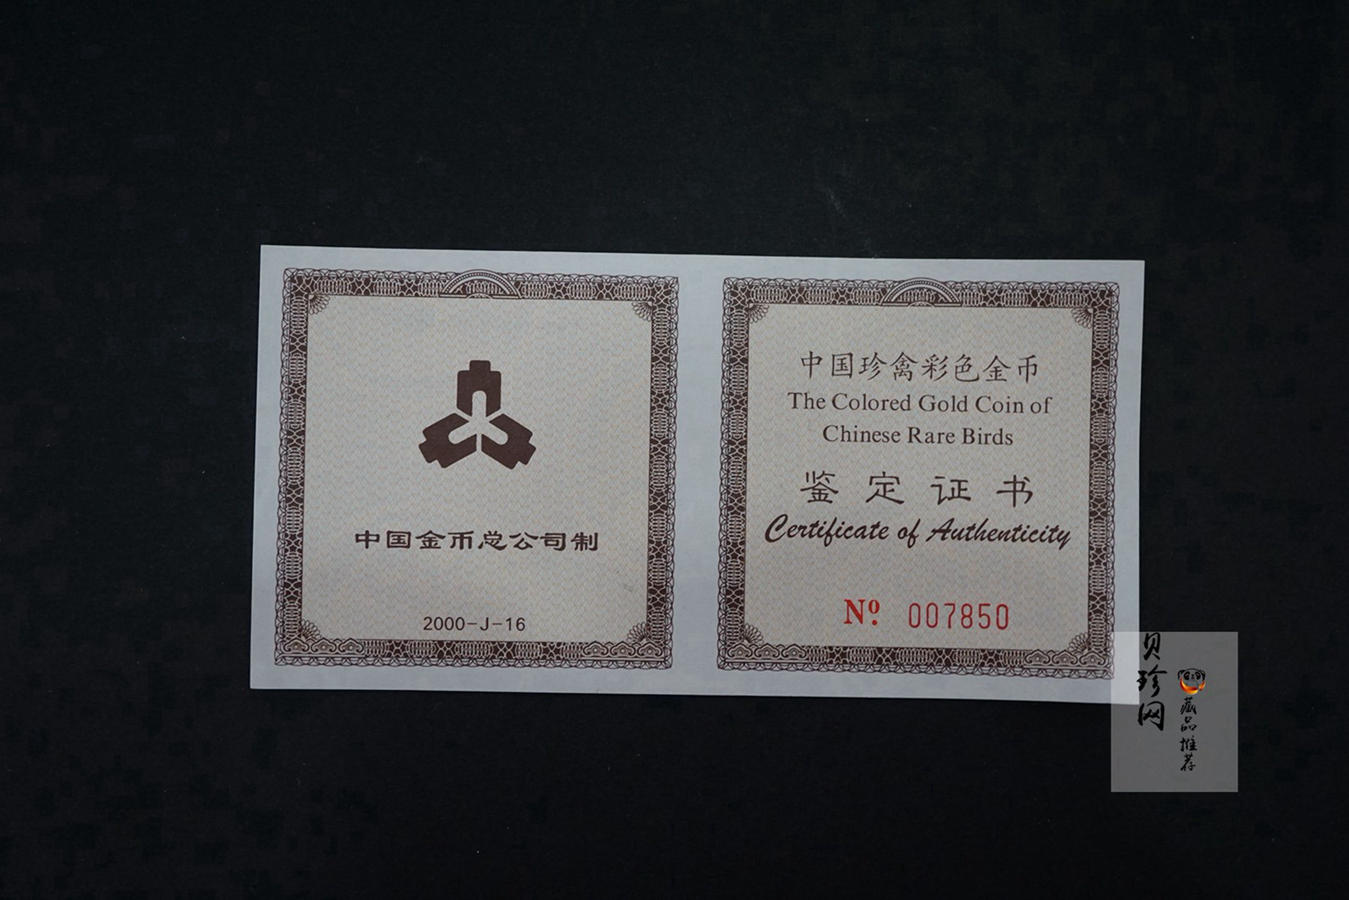 中国金币总公司制
2000-J-16
中国珍禽彩色金币
The Colored Gold Coin of
Chinese Rare Birds
鉴定证书
Certificate of Authenticity
Nº. 007850
贝珍网
藏品推荐